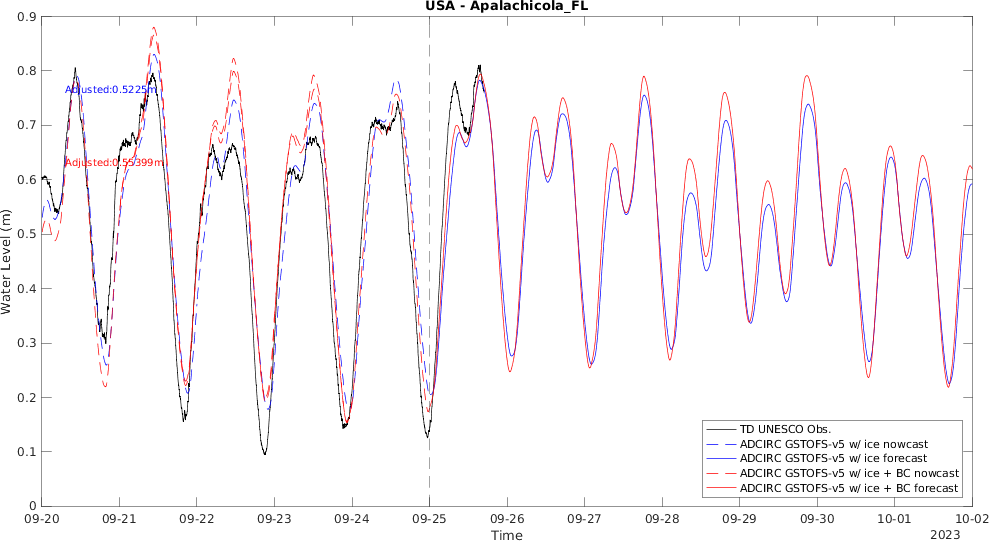 USA - Apalachicola_FL
0.9
0.8
0.7
0.6
0.5
0.4
0.3
0.2
0.1
0
Water Level (m)
Adjusted:0.5225m
Adjusted:0.55399m
TD UNESCO Obs.
ADCIRC GSTOFS-v5 w/ ice nowcast
ADCIRC GSTOFS-v5 w/ ice forecast
ADCIRC GSTOFS-v5 w/ ice + BC nowcast
ADCIRC GSTOFS-v5 w/ ice + BC forecast
09-20 09-21 09-22 09-23 09-24 09-25 09-26 09-27 09-28 09-29 09-30 10-01 10-02
Time
2023